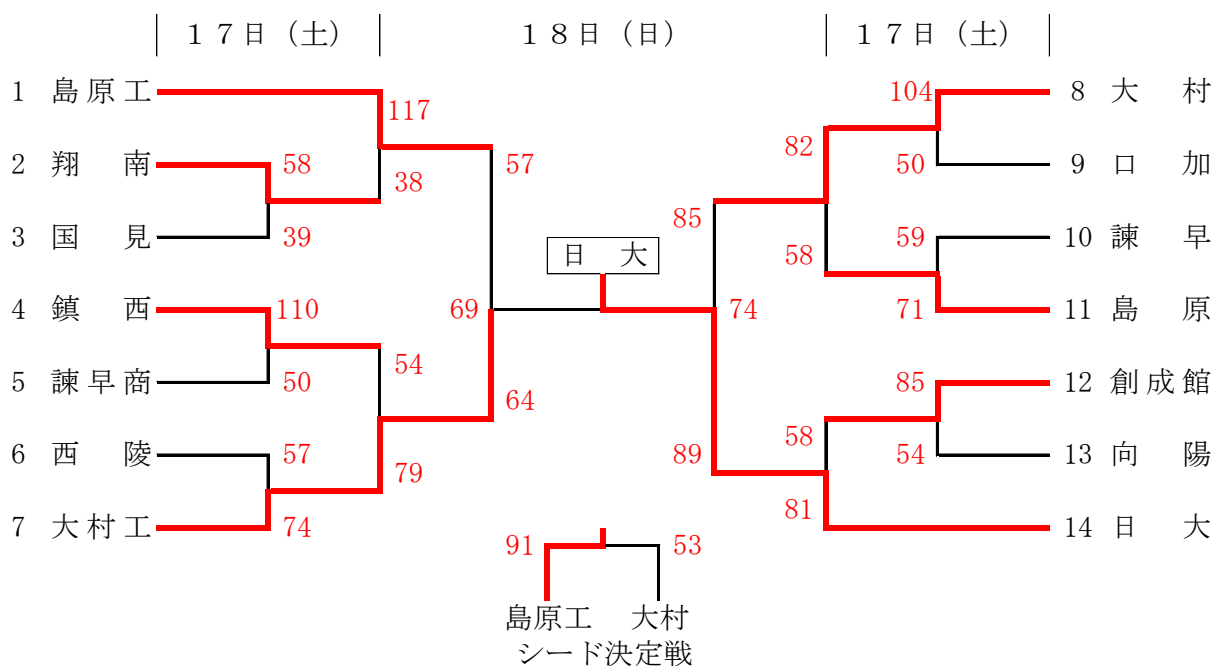 １７日（土） １８日（日） １７日（土）
1 島原工 117 104 8 大村
2 翔南 58 38 57 82 50 9 口加
3 国見 39 85 58 59 10 諫早
日大
4 鎮西 110 69 74 71 11 島原
5 諫早商 50 54 64 85 12 創成館
6 西陵 57 79 89 58 54 13 向陽
7 大村工 74 81 14 日大
91 53
島原工 大村
シード決定戦